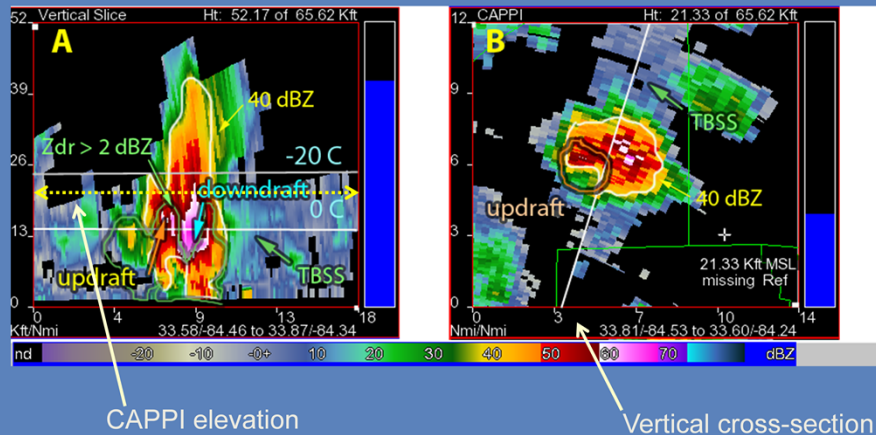 Vertical Slice Ht: 52.17 of 65.62 Kft
52
A
39
40 dBZ
Zdr > 2 dBZ
-20 C
26
downdraft
0 C
13
updraft
TBSS
0
0 4 9 13 18
Kft/Nmi 33.58/-84.46 to 33.87/-84.34
CAPPI Ht: 21.33 of 65.62 Kft
12
B
9
TBSS
6
40 dBZ
updraft
3
21.33 Kft MSL
missing Ref
0
0 3 7 10 14
Nmi/Nmi 33.81/-84.53 to 33.60/-84.24
nd -20 -10 -0+ 10 20 30 40 50 60 70 dBZ
CAPPI elevation
Vertical cross-section